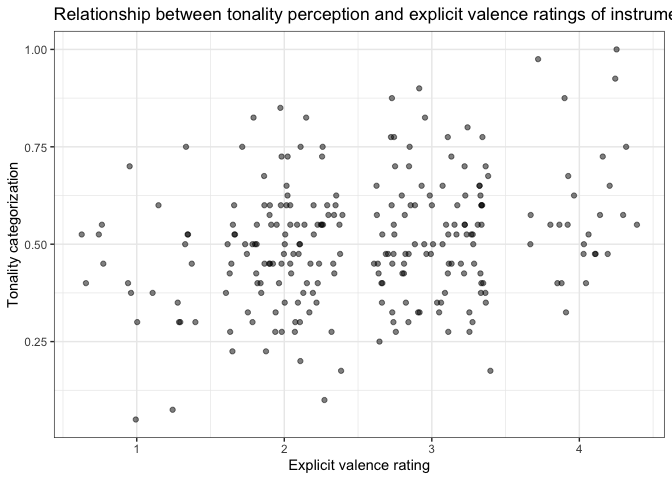 Relationship between tonality perception and explicit valence ratings of
1.00
0.75
0.50
0.25
Tonality categorization
1
2
3
4
Explicit valence rating